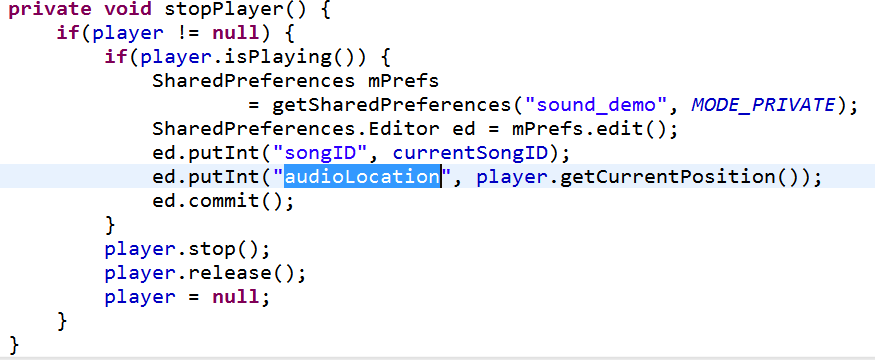 private void stopPlayer() {
    if(player != null) {
        if(player.isPlaying()) {
            SharedPreferences mPrefs
                    = getSharedPreferences("sound_demo", MODE_PRIVATE);
            SharedPreferences.Editor ed = mPrefs.edit();
            ed.putInt("songID", currentSongID);
            ed.putInt("audioLocation", player.getCurrentPosition());
            ed.commit();
        }
        player.stop();
        player.release();
        player = null;
    }
}